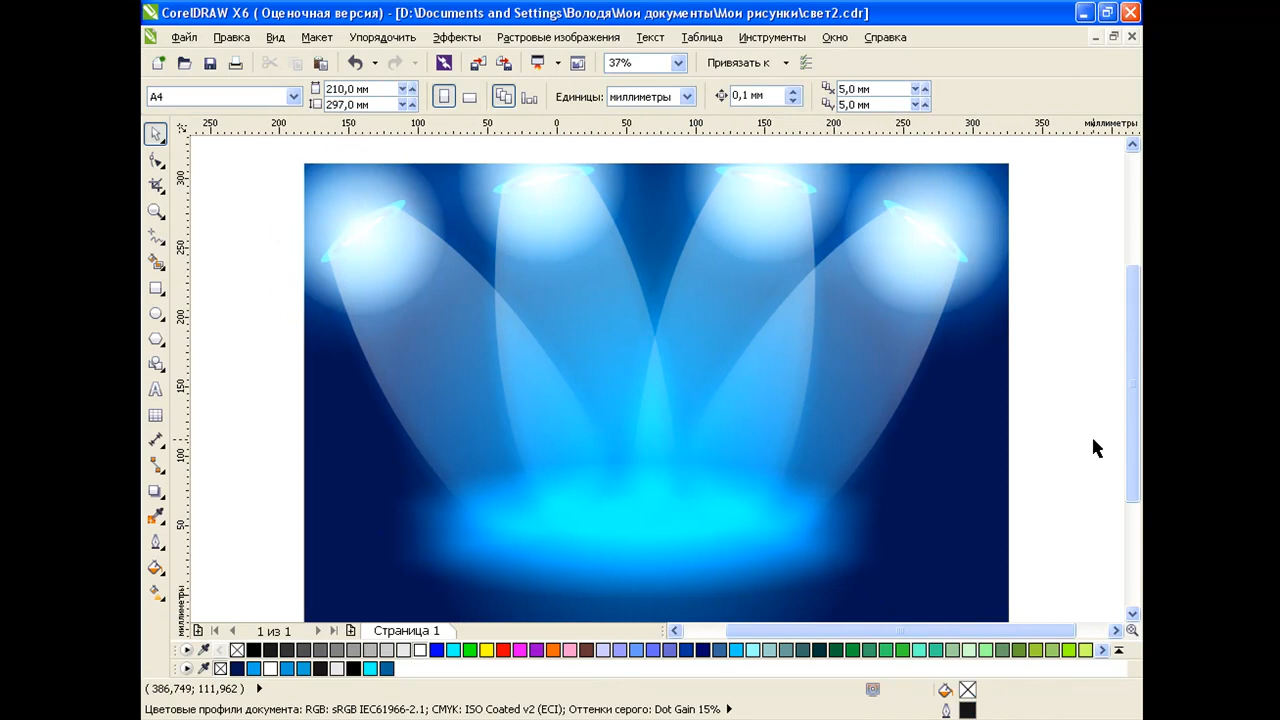 CorelDRAW X6 ( Оценочная версия) - [D:\Documents and Settings\Володя\Мои документы\Мои рисунки\свет2.cdr]
Файл Правка Вид Макет Упорядочить Эффекты Растровые изображения Текст Таблица Инструменты Окно Справка
37% Привязать к
A4 210,0 мм 297,0 мм Единицы: миллиметры 0,1 мм 5,0 мм 5,0 мм
250 200 150 100 50 0 50 100 150 200 250 300 350 миллиметры
300
250
200
150
100
50
миллиметры
1 из 1 Страница 1
( 386,749; 111,962 )
Цветовые профили документа: RGB: sRGB IEC61966-2.1; CMYK: ISO Coated v2 (ECI); Оттенки серого: Dot Gain 15%